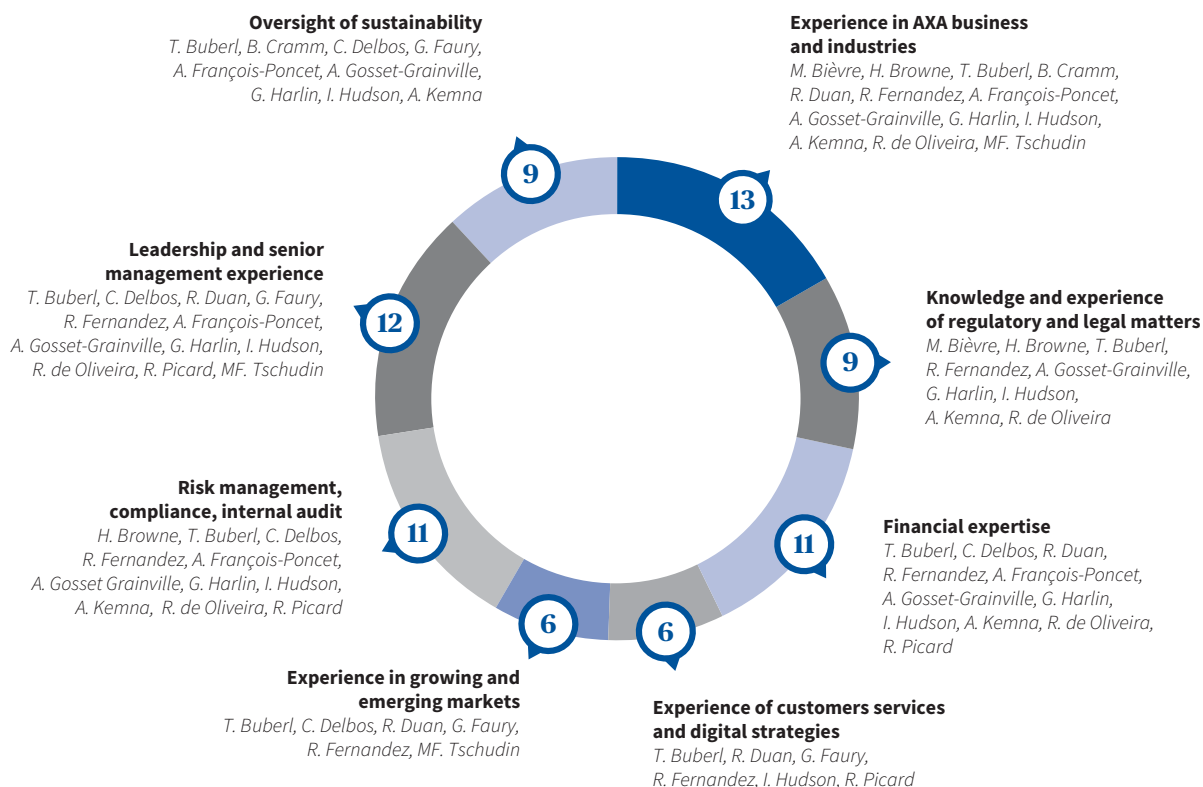 Oversight of sustainability
T. Buberl, B. Cramm, C. Delbos, G. Faury,
A. François-Poncet, A. Gosset-Grainville,
G. Harlin, I. Hudson, A. Kemna
9
Experience in AXA business
and industries
M. Bièvre, H. Browne, T. Buberl, B. Cramm,
R. Duan, R. Fernandez, A. François-Poncet,
A. Gosset-Grainville, G. Harlin, I. Hudson,
A. Kemna, R. de Oliveira, MF. Tschudin
13
Leadership and senior
management experience
T. Buberl, C. Delbos, R. Duan, G. Faury,
R. Fernandez, A. François-Poncet,
A. Gosset-Grainville, G. Harlin, I. Hudson,
R. de Oliveira, R. Picard, MF. Tschudin
12
Knowledge and experience
of regulatory and legal matters
M. Bièvre, H. Browne, T. Buberl,
R. Fernandez, A. Gosset-Grainville,
G. Harlin, I. Hudson,
A. Kemna, R. de Oliveira
9
Risk management,
compliance, internal audit
H. Browne, T. Buberl, C. Delbos,
R. Fernandez, A. François-Poncet,
A. Gosset Grainville, G. Harlin, I. Hudson,
A. Kemna, R. de Oliveira, R. Picard
11
Financial expertise
T. Buberl, C. Delbos, R. Duan,
R. Fernandez, A. François-Poncet,
A. Gosset-Grainville, G. Harlin,
I. Hudson, A. Kemna, R. de Oliveira,
R. Picard
11
Experience in growing and
emerging markets
T. Buberl, C. Delbos, R. Duan, G. Faury,
R. Fernandez, MF. Tschudin
6
Experience of customers services
and digital strategies
T. Buberl, R. Duan, G. Faury,
R. Fernandez, I. Hudson, R. Picard
6